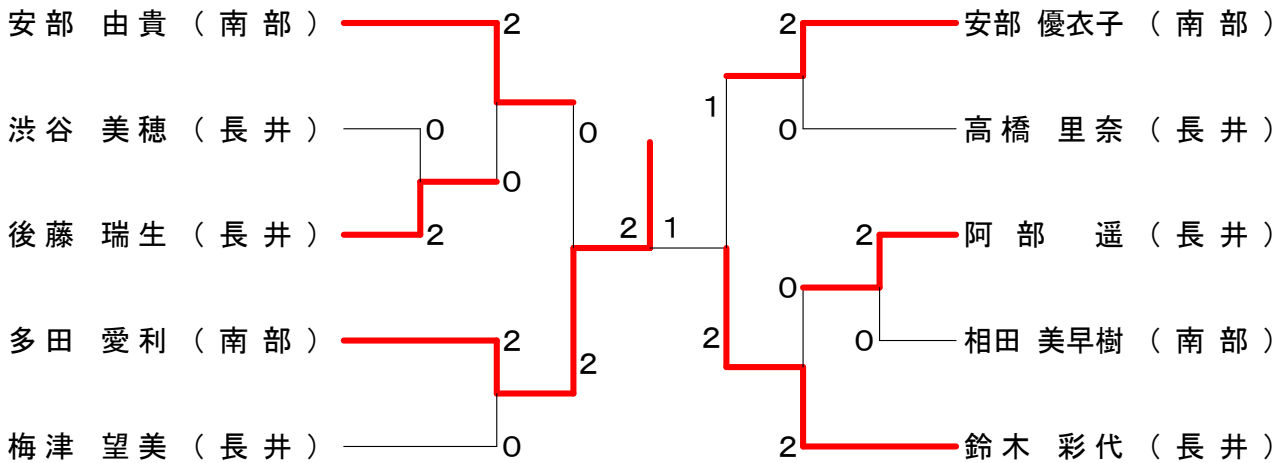 安部 由貴 （南部） 2 2 安部 優衣子 （南部）
1
渋谷 美穂 （長井） 0 0 0 高橋 里奈 （長井）
0
後藤 瑞生 （長井） 2 2 1 2 阿部 遥 （長井）
0
多田 愛利 （南部） 2 2 2 0 相田 美早樹 （南部）
梅津 望美 （長井） 0 2 鈴木 彩代 （長井）